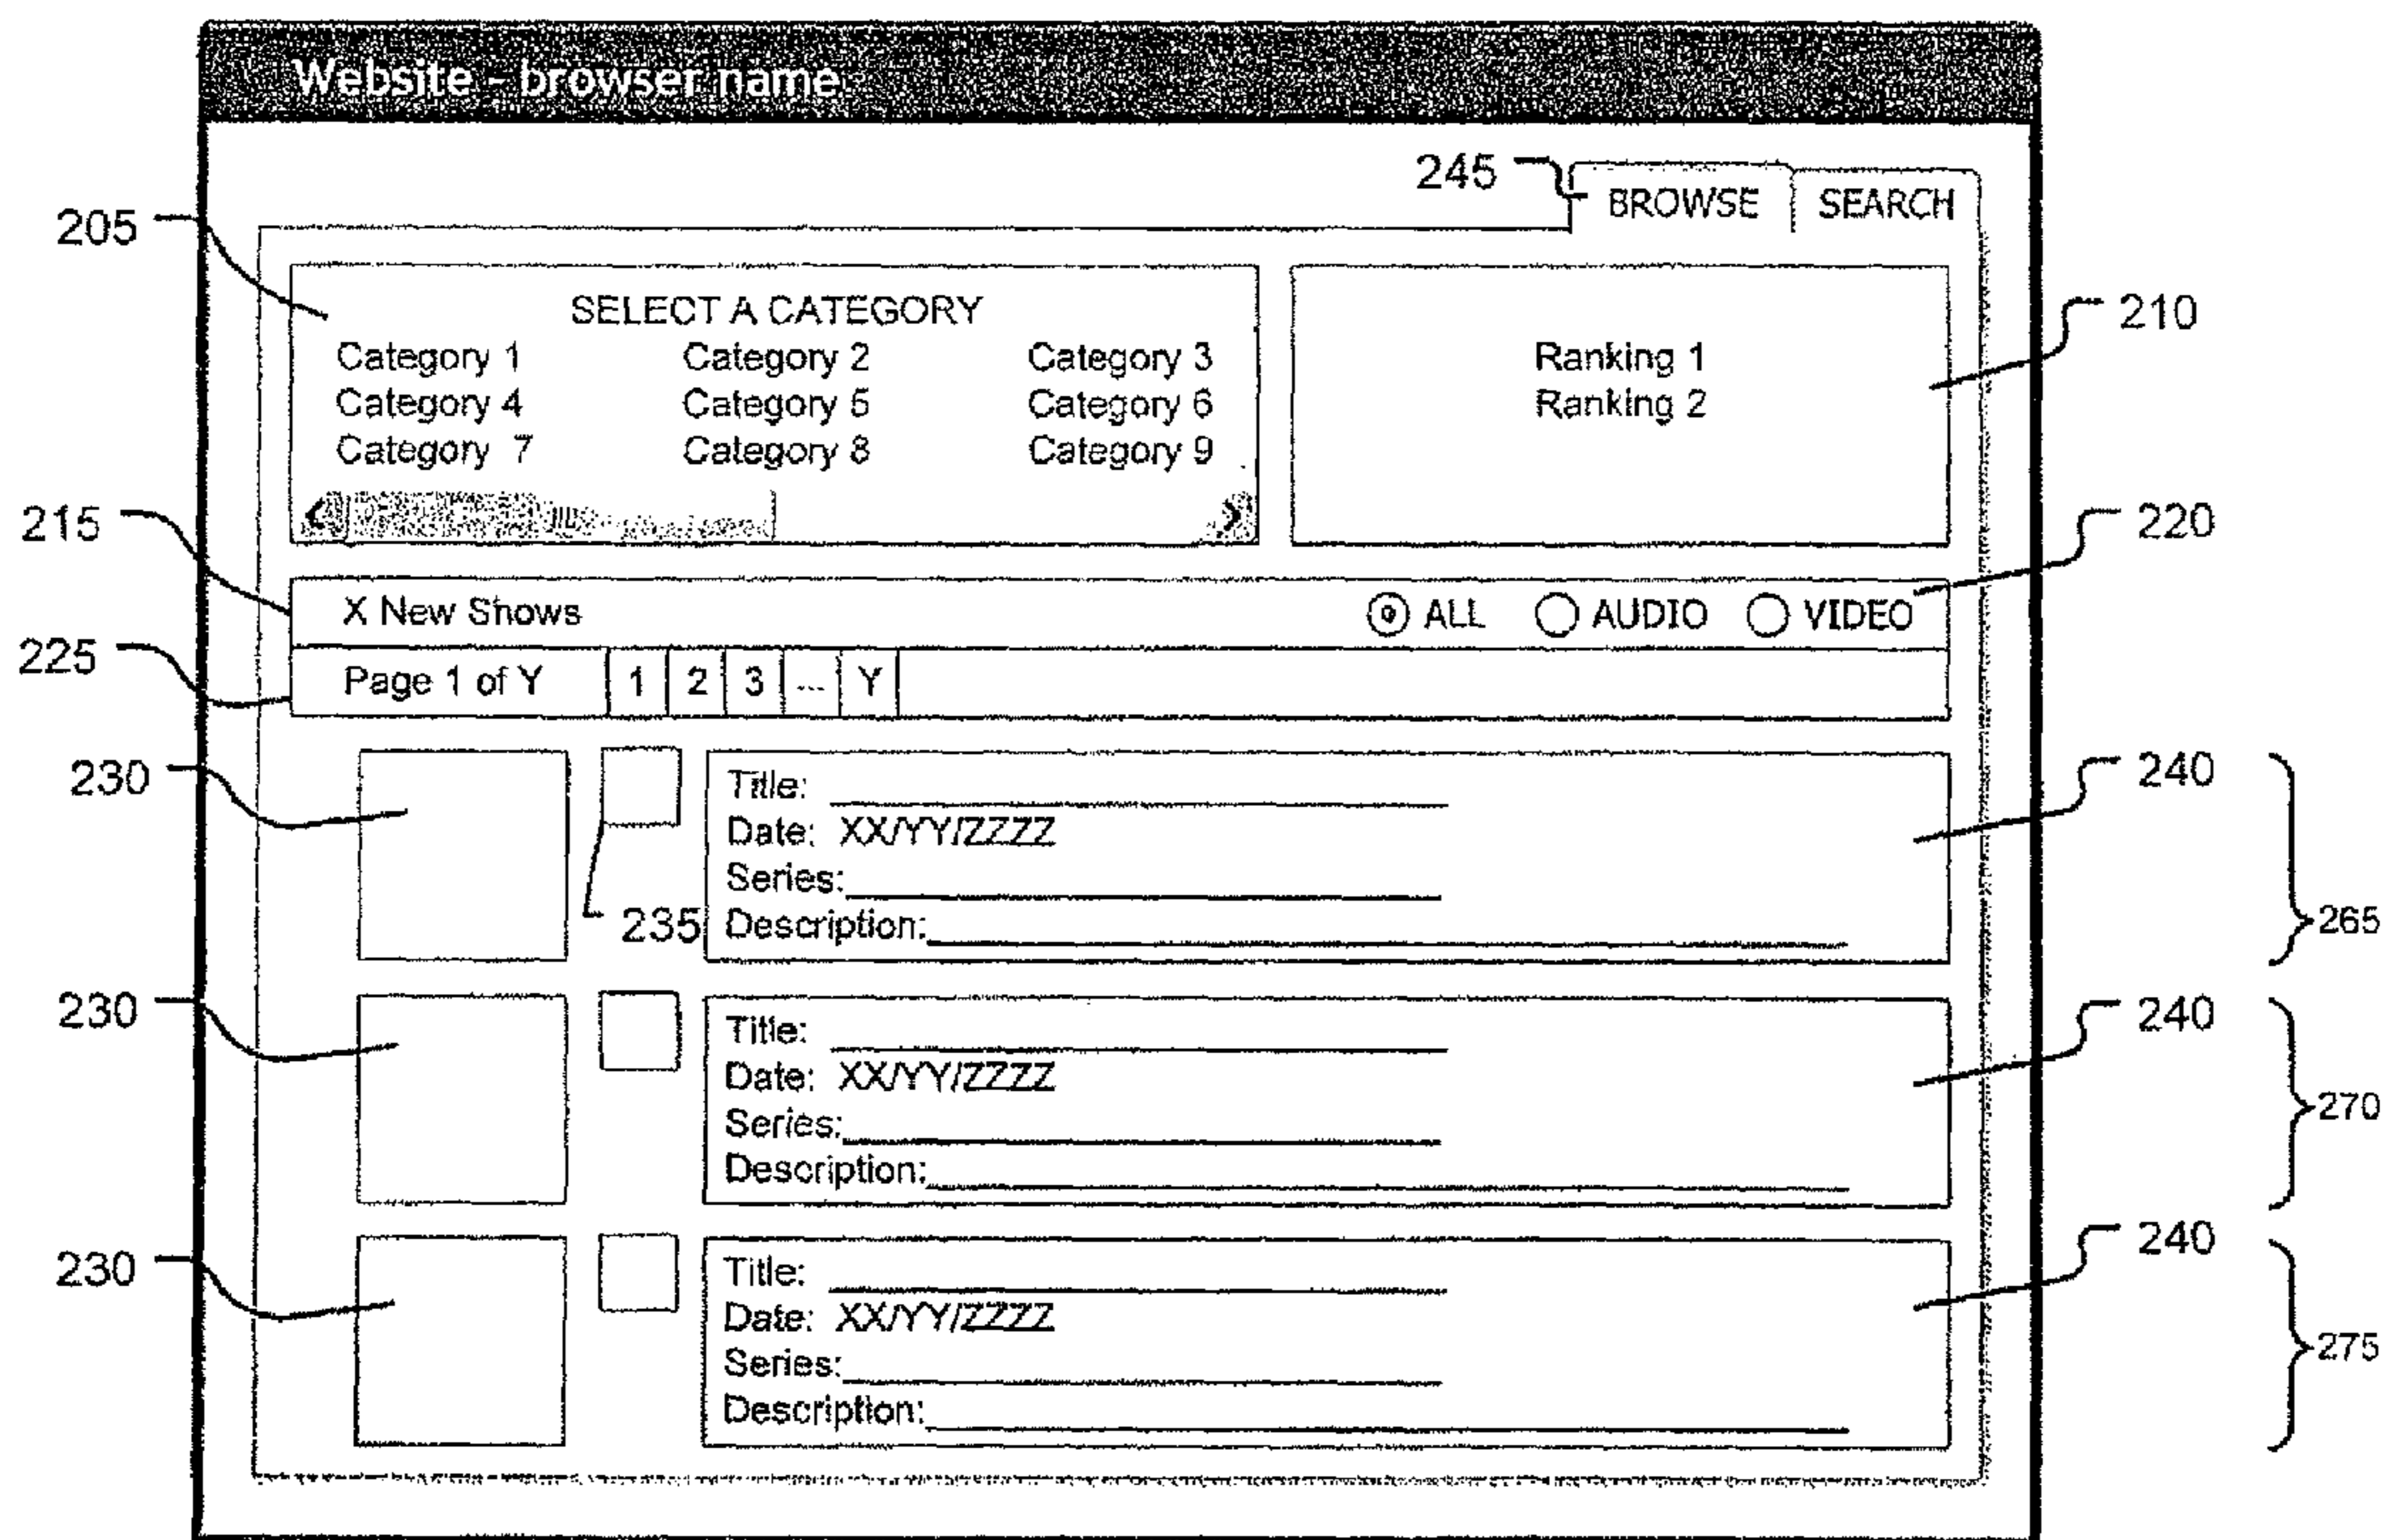 Website - browser name
245 BROWSE SEARCH
205
SELECT A CATEGORY
Category 1 Category 2 Category 3
Category 4 Category 5 Category 6
Category 7 Category 8 Category 9
Ranking 1
Ranking 2
210
< >
215
X New Shows ALL AUDIO VIDEO
220
225
Page 1 of Y 1 2 3 ... Y
230
235
Title:
Date: XX/YY/ZZZZ
Series:
Description:
240
265
230
Title:
Date: XX/YY/ZZZZ
Series:
Description:
240
270
230
Title:
Date: XX/YY/ZZZZ
Series:
Description:
240
275